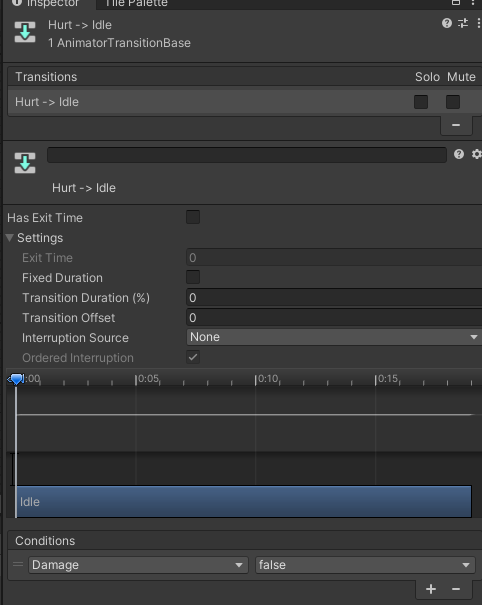 Inspector Tile Palette
Hurt -> Idle
1 AnimatorTransitionBase
Transitions Solo Mute
Hurt -> Idle
Hurt -> Idle
Has Exit Time
Settings
Exit Time 0
Fixed Duration
Transition Duration (%) 0
Transition Offset 0
Interruption Source None
Ordered Interruption
:00 0:05 0:10 0:15
Idle
Conditions
Damage false